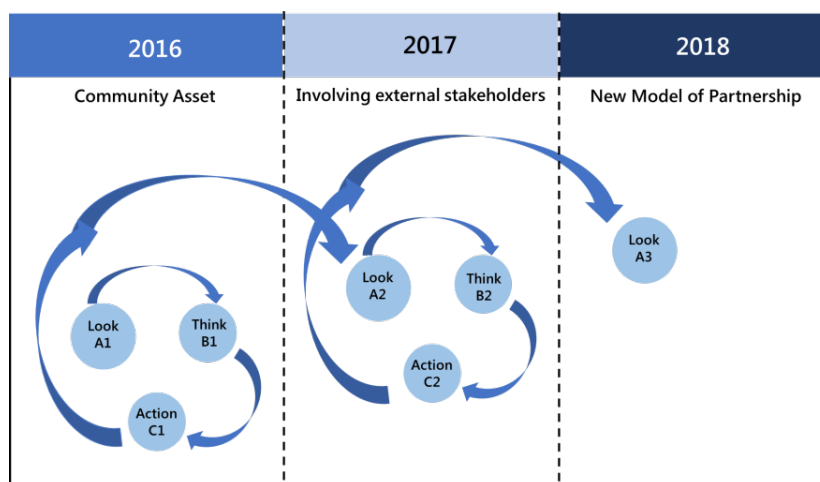 2016
2017
2018
Community Asset
Involving external stakeholders
New Model of Partnership
Look
A1
Think
B1
Action
C1
Look
A2
Think
B2
Action
C2
Look
A3